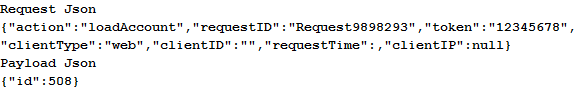 Request Json
{"action":"loadAccount","requestID":"Request9898293","token":"12345678",
"clientType":"web","clientID":"","requestTime":,"clientIP":null}
Payload Json
{"id":508}